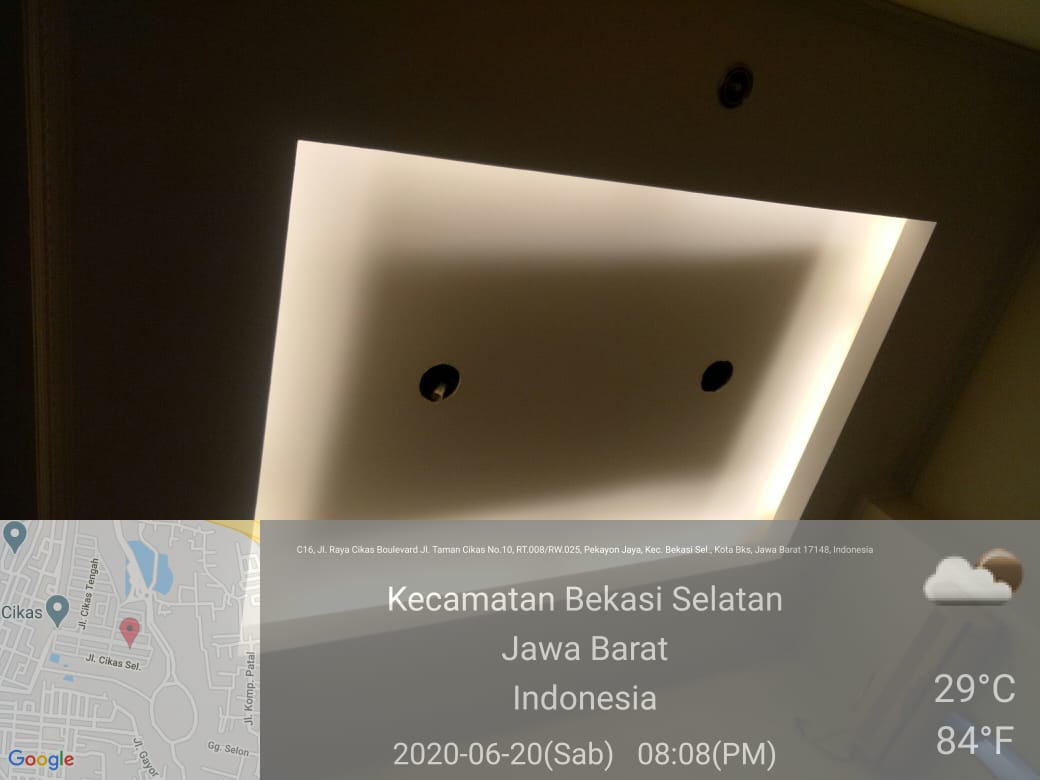 C16, Jl. Raya Cikas Boulevard Jl. Taman Cikas No.10, RT.008/RW.025, Pekayon Jaya, Kec. Bekasi Sel., Kota Bks, Jawa Barat 17148, Indonesia
Kecamatan Bekasi Selatan
Jawa Barat
Indonesia
2020-06-20(Sab) 08:08(PM)
29°C
84°F
Jl. Cikas Tengah
Cikas
Jl. Cikas Sel.
Jl. Komp. Patal
Gg. Selon
Jl. Gayor
Google